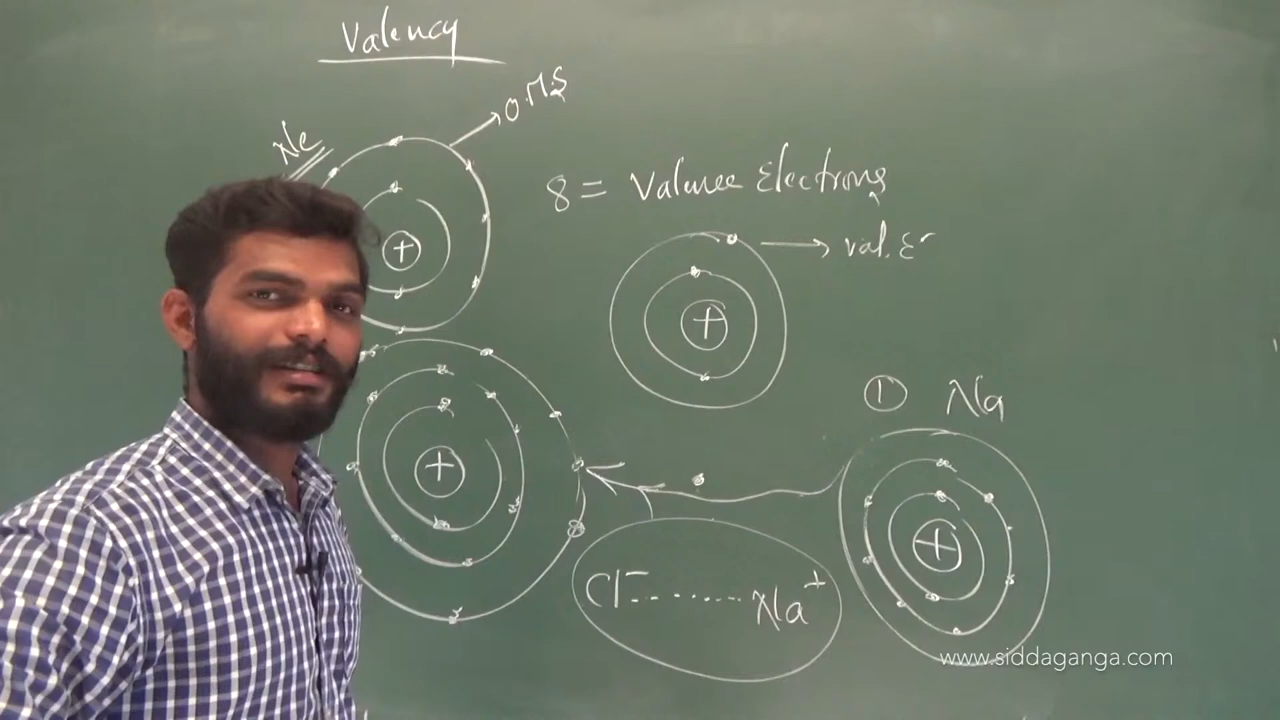 Valency
O.M.S
Ne
8 = Valence Electrons
val. e⁻
① Na
+
+
+
+
Cl⁻........Na⁺
www.siddaganga.com